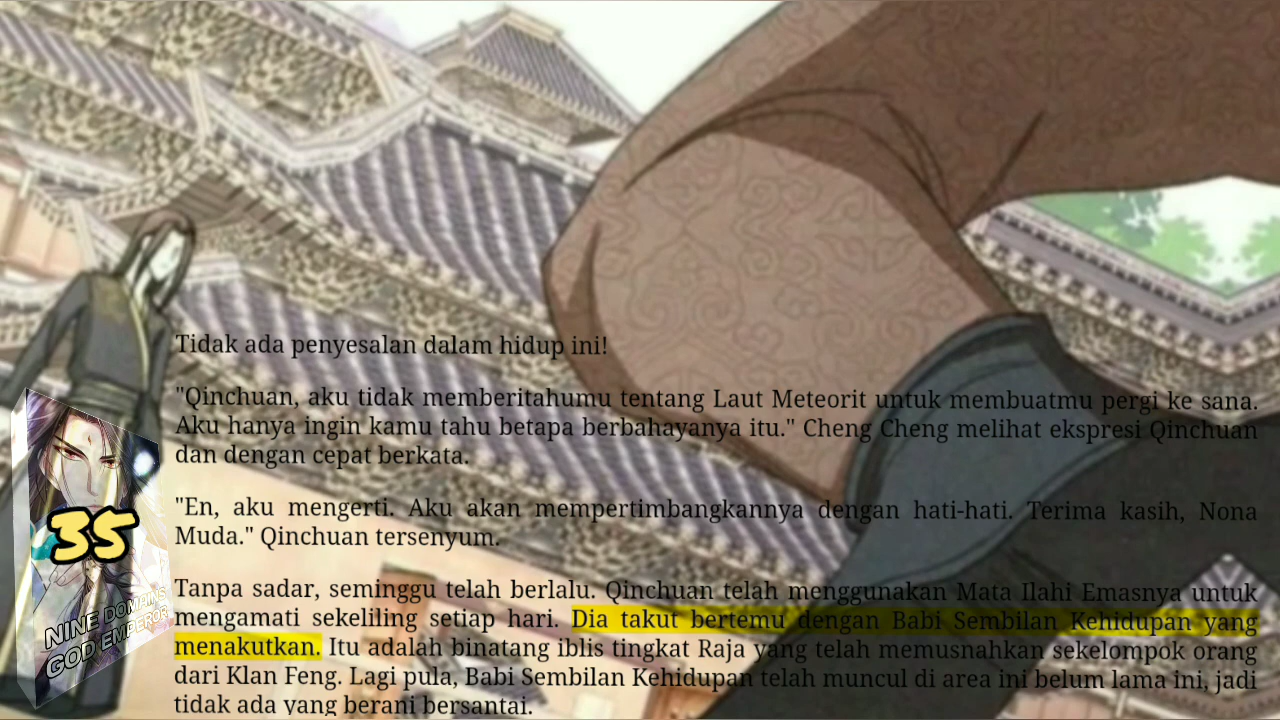 Tidak ada penyesalan dalam hidup ini!
"Qinchuan, aku tidak memberitahumu tentang Laut Meteorit untuk membuatmu pergi ke sana.
Aku hanya ingin kamu tahu betapa berbahayanya itu." Cheng Cheng melihat ekspresi Qinchuan
dan dengan cepat berkata.
"En, aku mengerti. Aku akan mempertimbangkannya dengan hati-hati. Terima kasih, Nona
Muda." Qinchuan tersenyum.
Tanpa sadar, seminggu telah berlalu. Qinchuan telah menggunakan Mata Ilahi Emasnya untuk
mengamati sekeliling setiap hari. Dia takut bertemu dengan Babi Sembilan Kehidupan yang
menakutkan. Itu adalah binatang iblis tingkat Raja yang telah memusnahkan sekelompok orang
dari Klan Feng. Lagi pula, Babi Sembilan Kehidupan telah muncul di area ini belum lama ini, jadi
tidak ada yang berani bersantai.
35
NINE DOMAINS
GOD EMPEROR